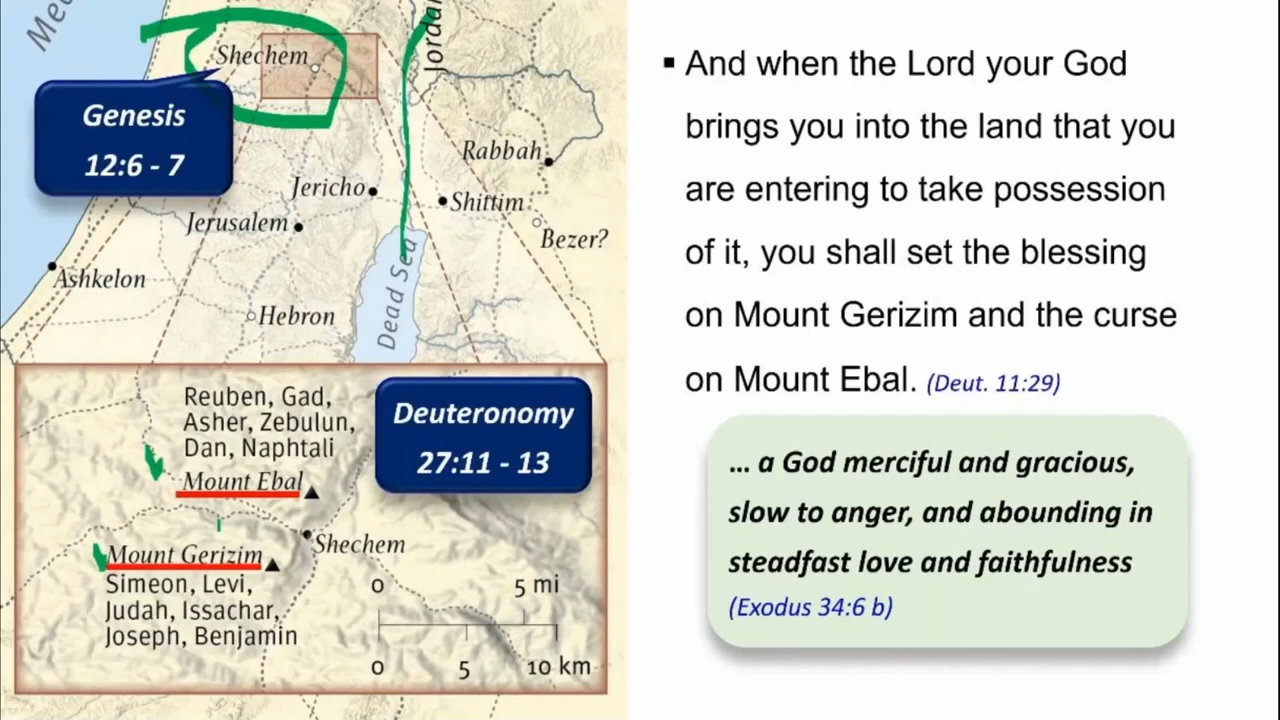 Me
Shechem
Jordan
Genesis
12:6 - 7
Rabbah
Jericho
Shittim
Jerusalem
Bezer?
Ashkelon
Hebron
Dead Sea
Reuben, Gad,
Asher, Zebulun,
Dan, Naphtali
Mount Ebal
Deuteronomy
27:11 - 13
Shechem
Mount Gerizim
Simeon, Levi,
Judah, Issachar,
Joseph, Benjamin
0 5 mi
0 5 10 km
▪ And when the Lord your God
brings you into the land that you
are entering to take possession
of it, you shall set the blessing
on Mount Gerizim and the curse
on Mount Ebal. (Deut. 11:29)
... a God merciful and gracious,
slow to anger, and abounding in
steadfast love and faithfulness
(Exodus 34:6 b)